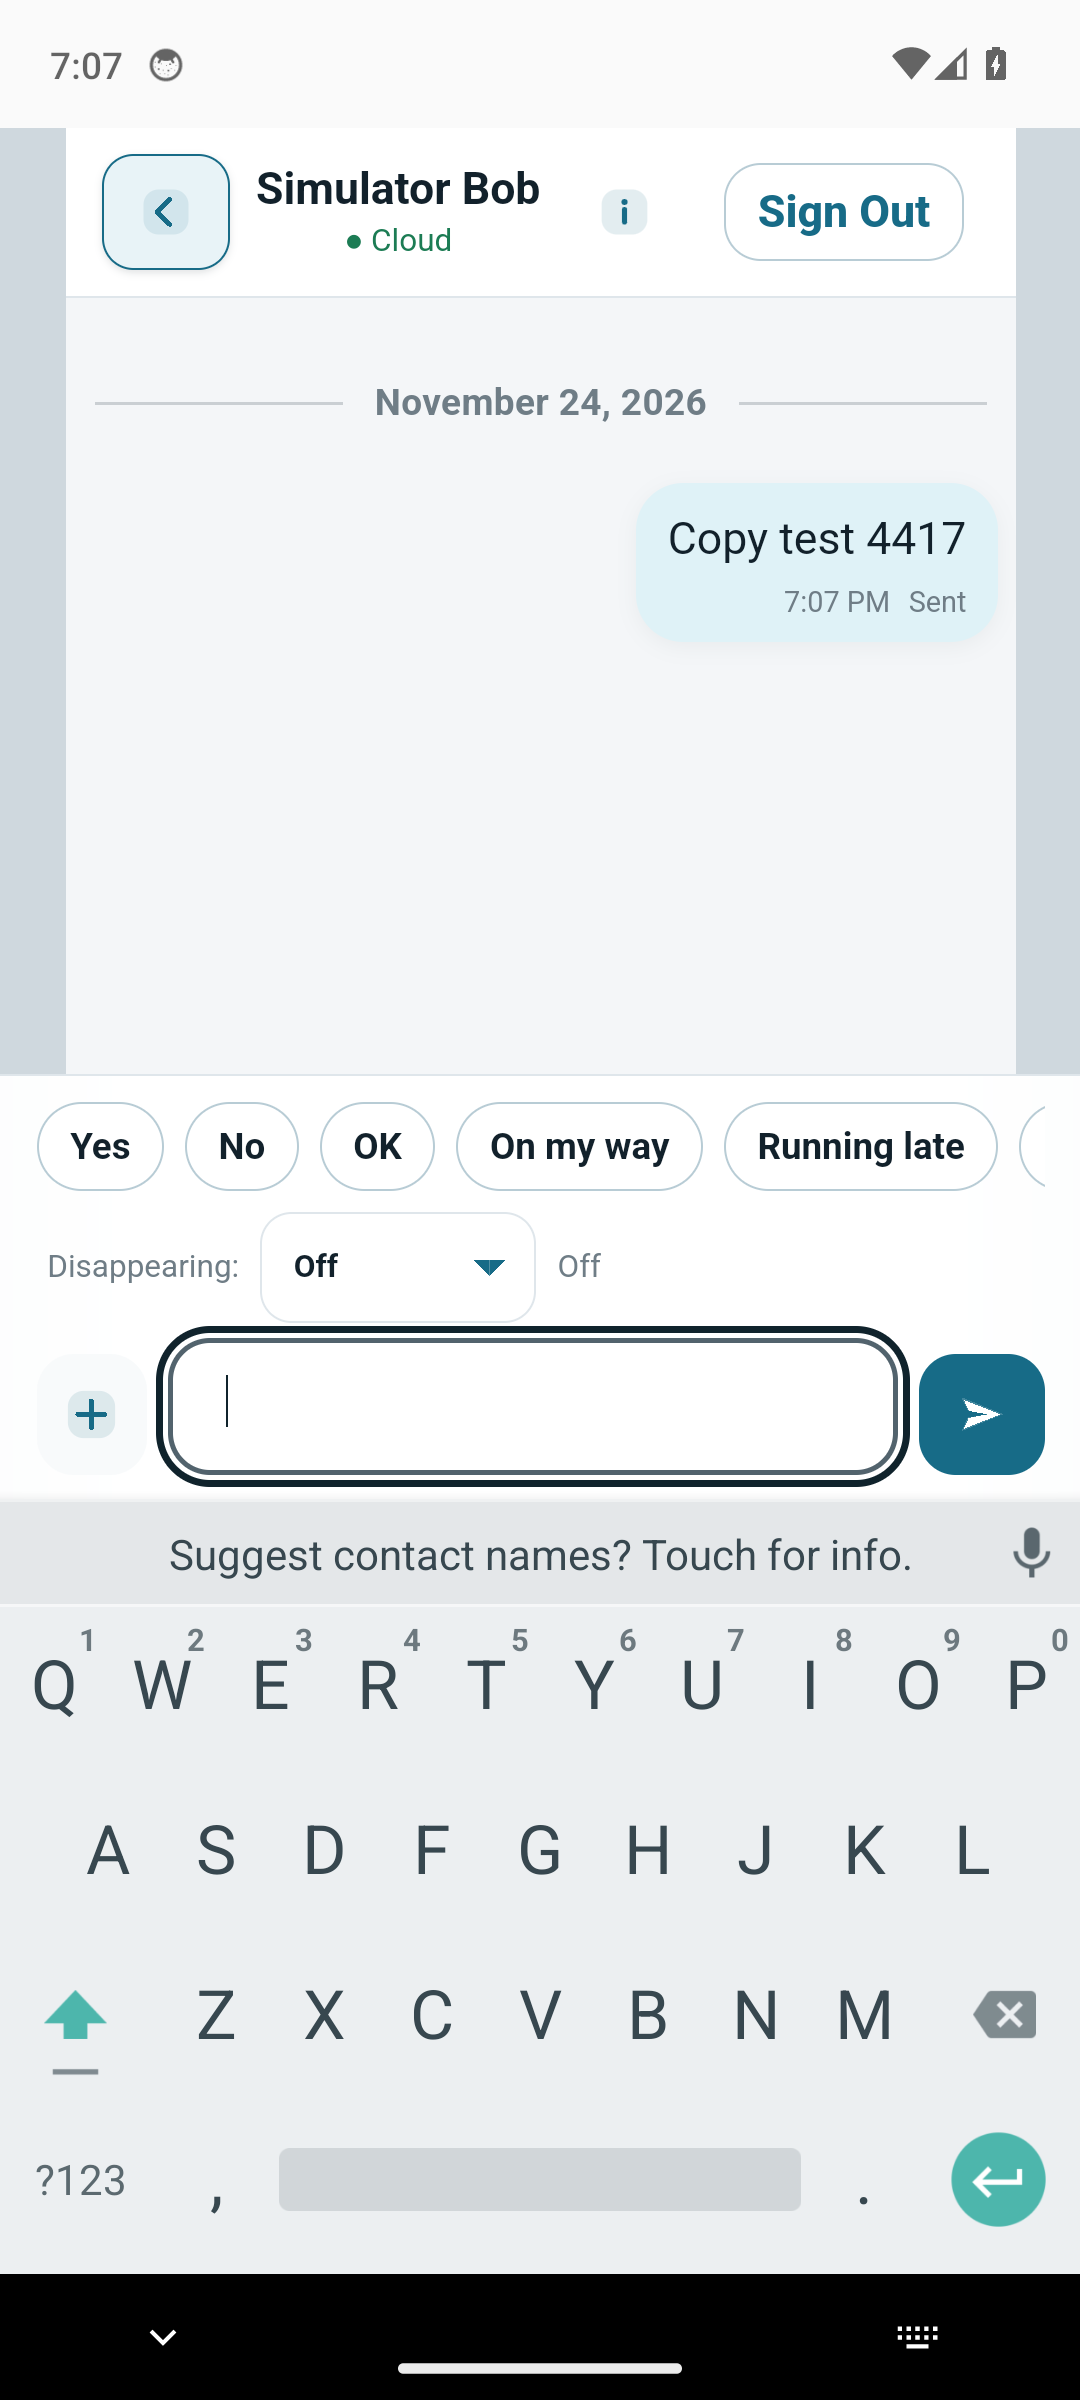 7:07
Simulator Bob
Cloud
Sign Out
November 24, 2026
Copy test 4417
7:07 PM Sent
Yes No OK On my way Running late
Disappearing: Off Off
Suggest contact names? Touch for info.
1 2 3 4 5 6 7 8 9 0
Q W E R T Y U I O P
A S D F G H J K L
Z X C V B N M
?123 , .